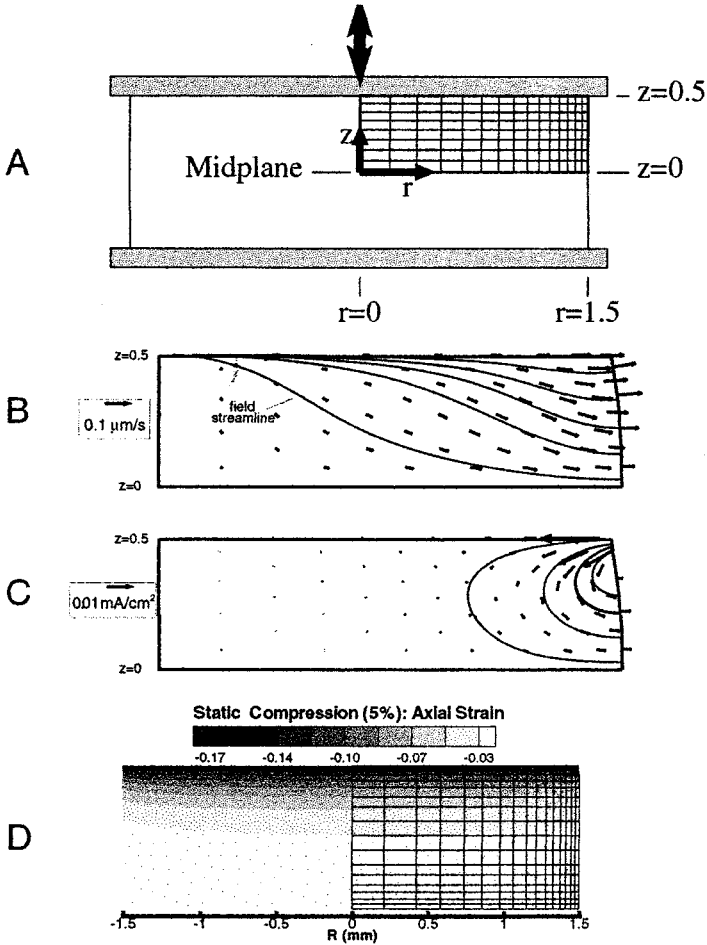 A
z=0.5
z
Midplane
z=0
r
r=0
r=1.5
B
z=0.5
0.1 μm/s
field
streamline
z=0
C
z=0.5
0.01 mA/cm²
z=0
Static Compression (5%): Axial Strain
-0.17 -0.14 -0.10 -0.07 -0.03
D
-1.5 -1 -0.5 0 0.5 1 1.5
R (mm)